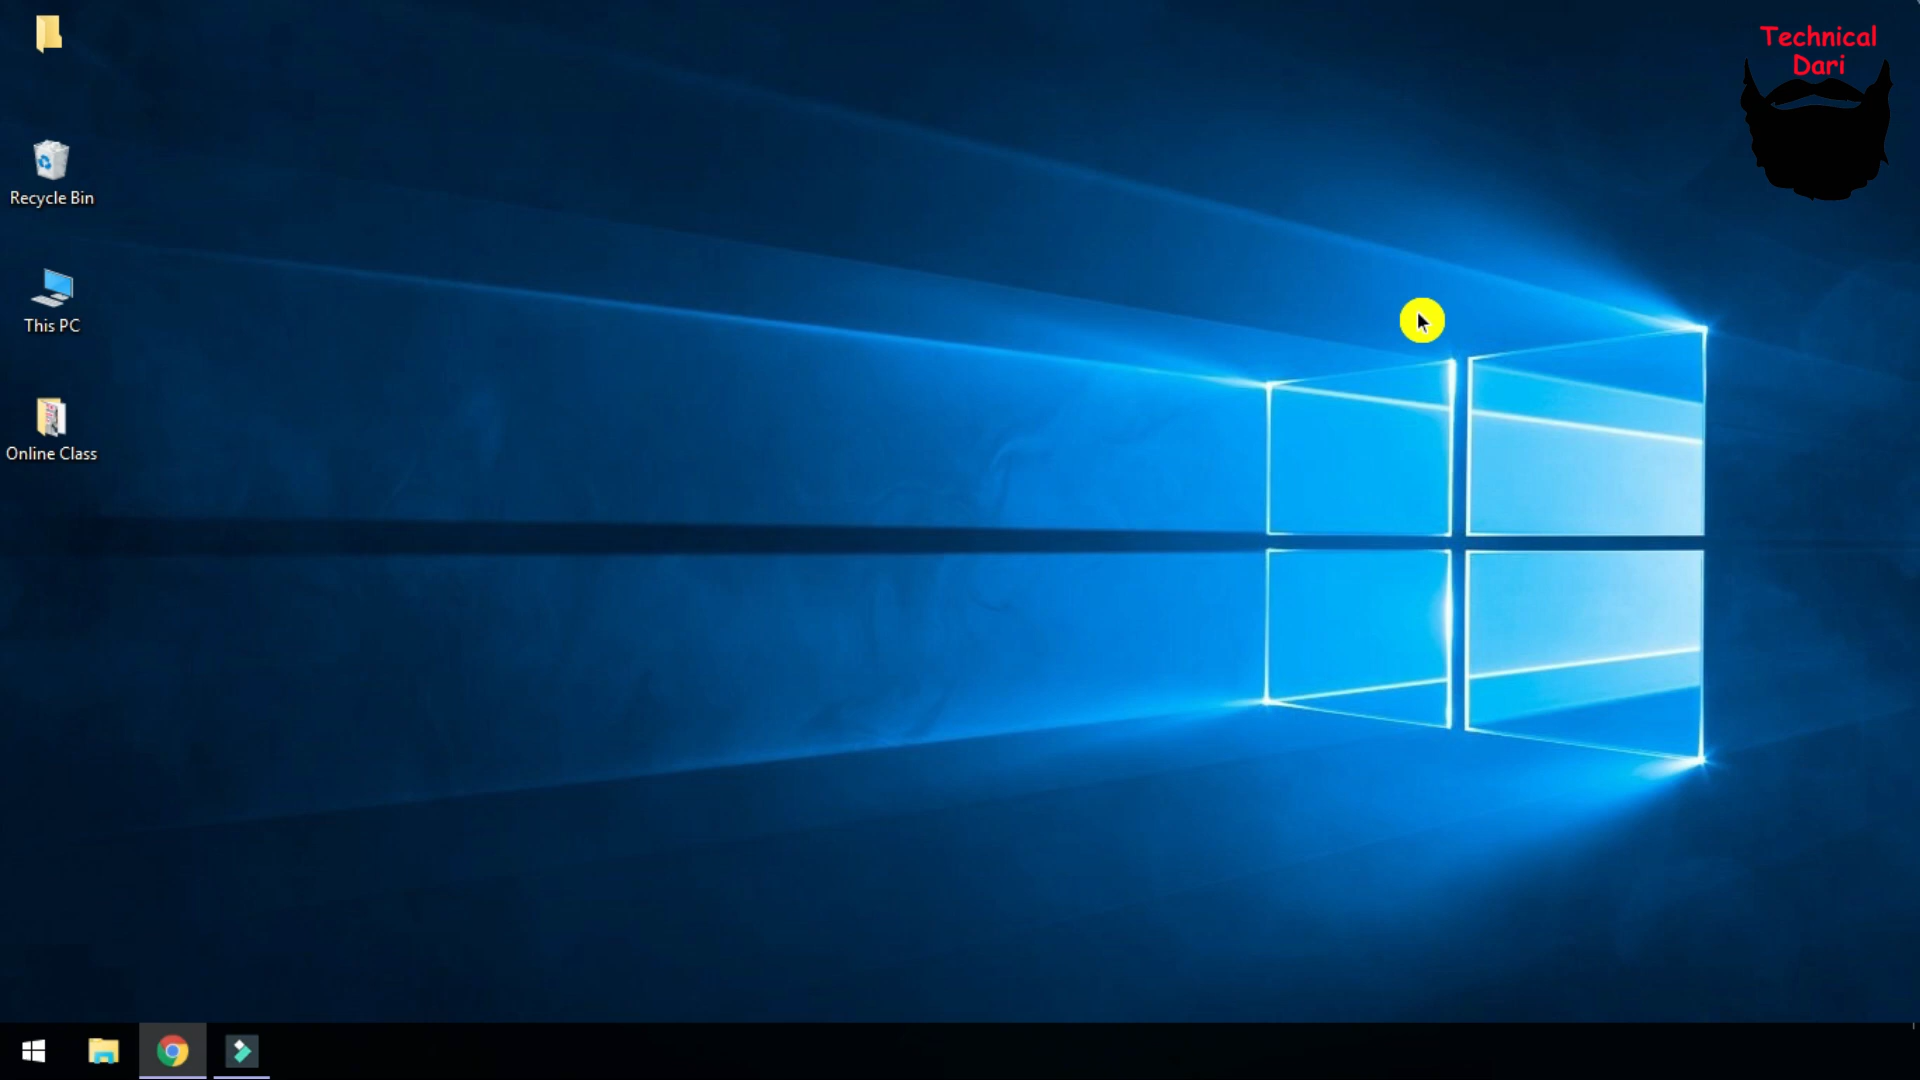 Technical
Dari
Recycle Bin
This PC
Online Class